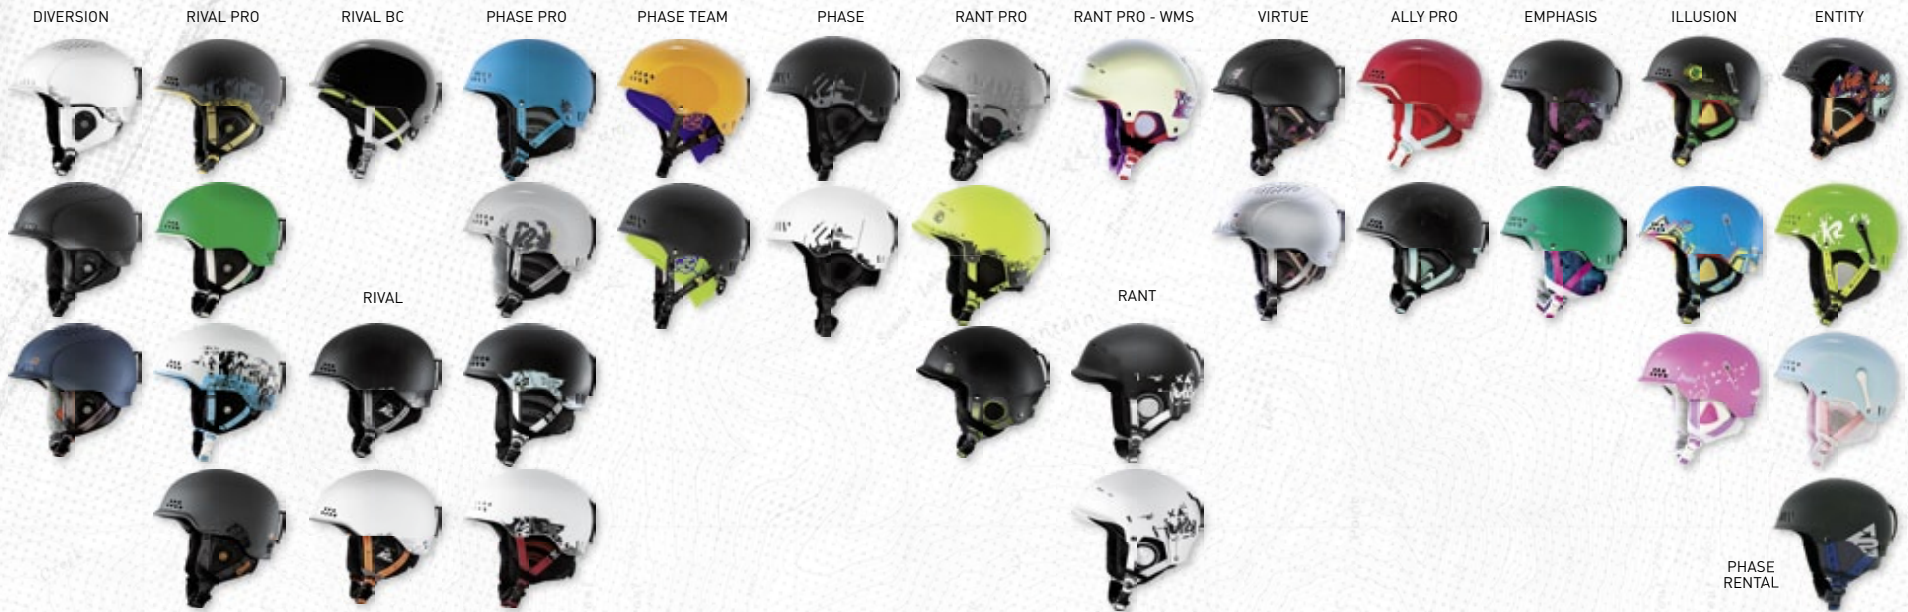 DIVERSION
RIVAL PRO
RIVAL BC
PHASE PRO
PHASE TEAM
PHASE
RANT PRO
RANT PRO - WMS
VIRTUE
ALLY PRO
EMPHASIS
ILLUSION
ENTITY
RIVAL
RANT
PHASE
RENTAL